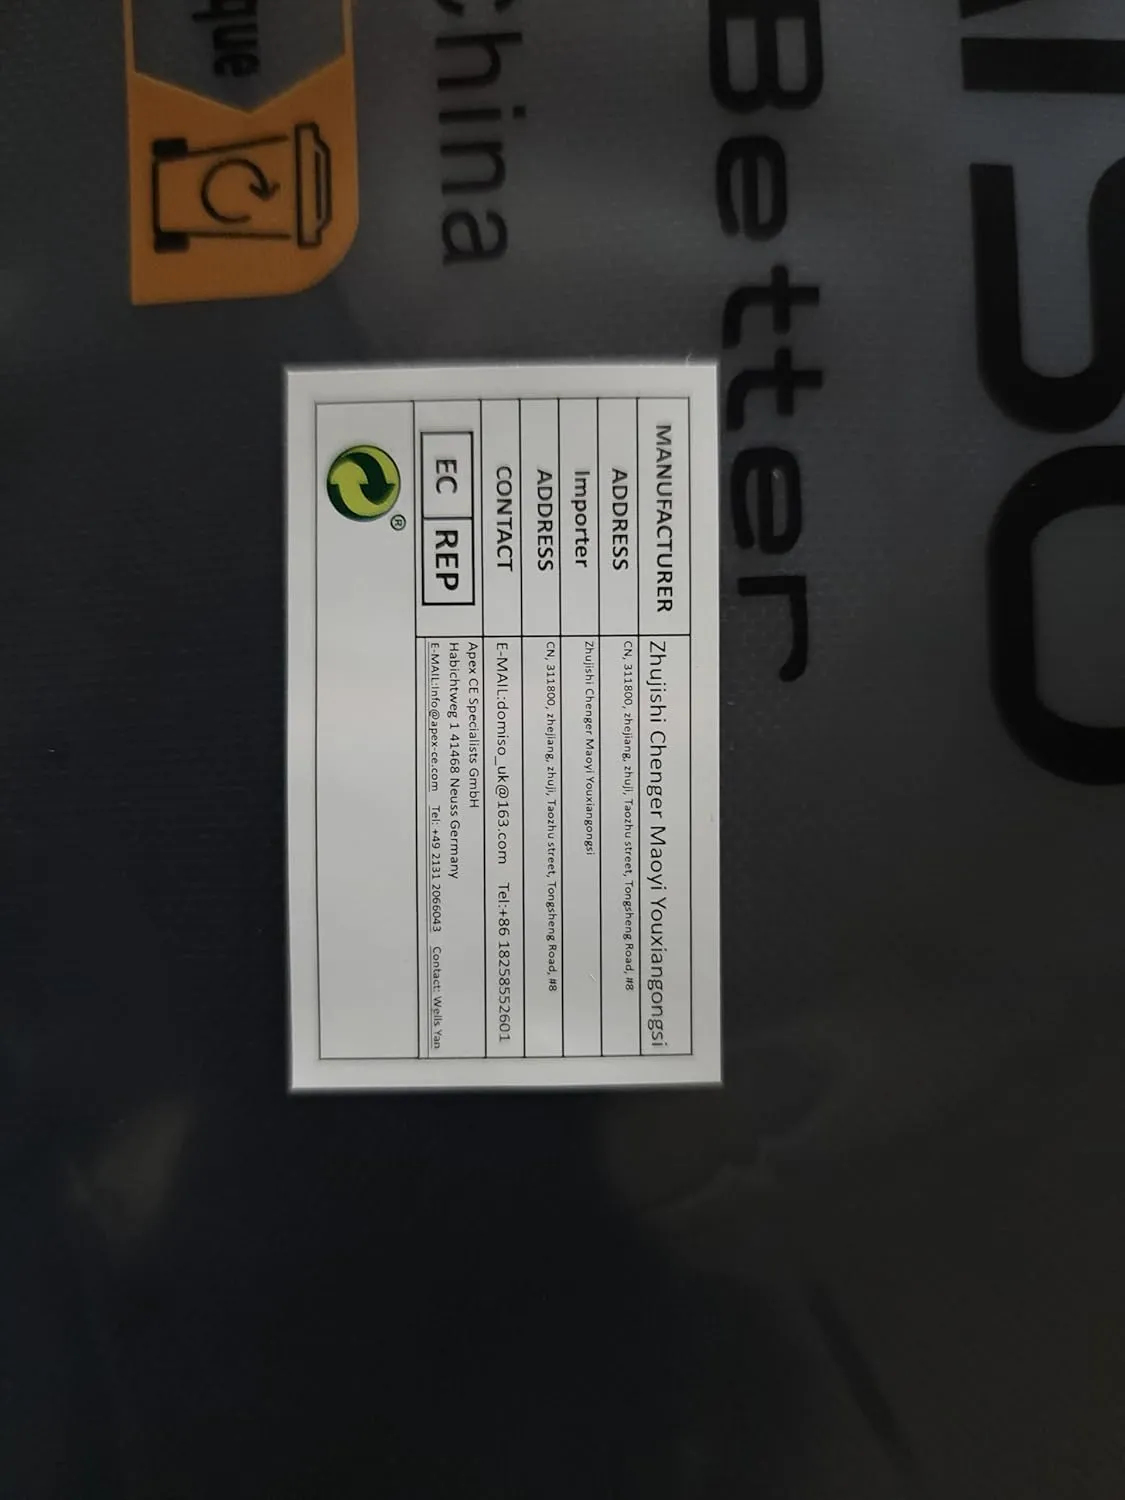 ISO
Better
China
que
MANUFACTURER Zhujishi Chenger Maoyi Youxiangongsi
ADDRESS CN, 311800, zhejiang, zhuji, Taozhu street, Tongsheng Road, #8
Importer Zhujishi Chenger Maoyi Youxiangongsi
ADDRESS CN, 311800, zhejiang, zhuji, Taozhu street, Tongsheng Road, #8
CONTACT E-MAIL:domiso_uk@163.com Tel:+86 18258552601
EC REP
Apex CE Specialists GmbH
Habichtweg 1 41468 Neuss Germany
E-MAIL:Info@apex-ce.com Tel: +49 2131 2066043 Contact: Wells Yan
®